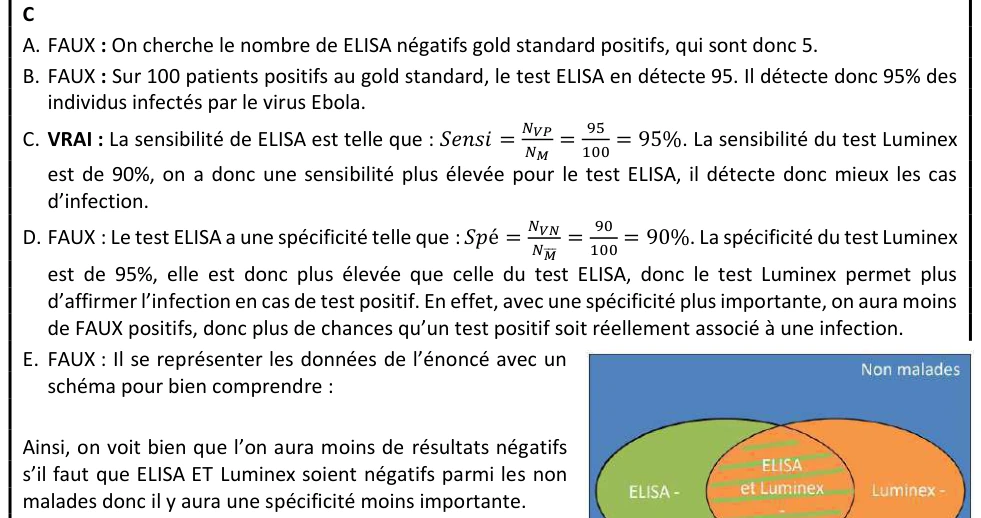 C
A. FAUX : On cherche le nombre de ELISA négatifs gold standard positifs, qui sont donc 5.
B. FAUX : Sur 100 patients positifs au gold standard, le test ELISA en détecte 95. Il détecte donc 95% des
individus infectés par le virus Ebola.
C. VRAI : La sensibilité de ELISA est telle que : Sensi = N_VP/N_M = 95/100 = 95%. La sensibilité du test Luminex
est de 90%, on a donc une sensibilité plus élevée pour le test ELISA, il détecte donc mieux les cas
d’infection.
D. FAUX : Le test ELISA a une spécificité telle que : Spé = N_VN/N_M̅ = 90/100 = 90%. La spécificité du test Luminex
est de 95%, elle est donc plus élevée que celle du test ELISA, donc le test Luminex permet plus
d’affirmer l’infection en cas de test positif. En effet, avec une spécificité plus importante, on aura moins
de FAUX positifs, donc plus de chances qu’un test positif soit réellement associé à une infection.
E. FAUX : Il se représenter les données de l’énoncé avec un
schéma pour bien comprendre :
Ainsi, on voit bien que l’on aura moins de résultats négatifs
s’il faut que ELISA ET Luminex soient négatifs parmi les non
malades donc il y aura une spécificité moins importante.
Non malades
ELISA -
ELISA
et Luminex
-
Luminex -